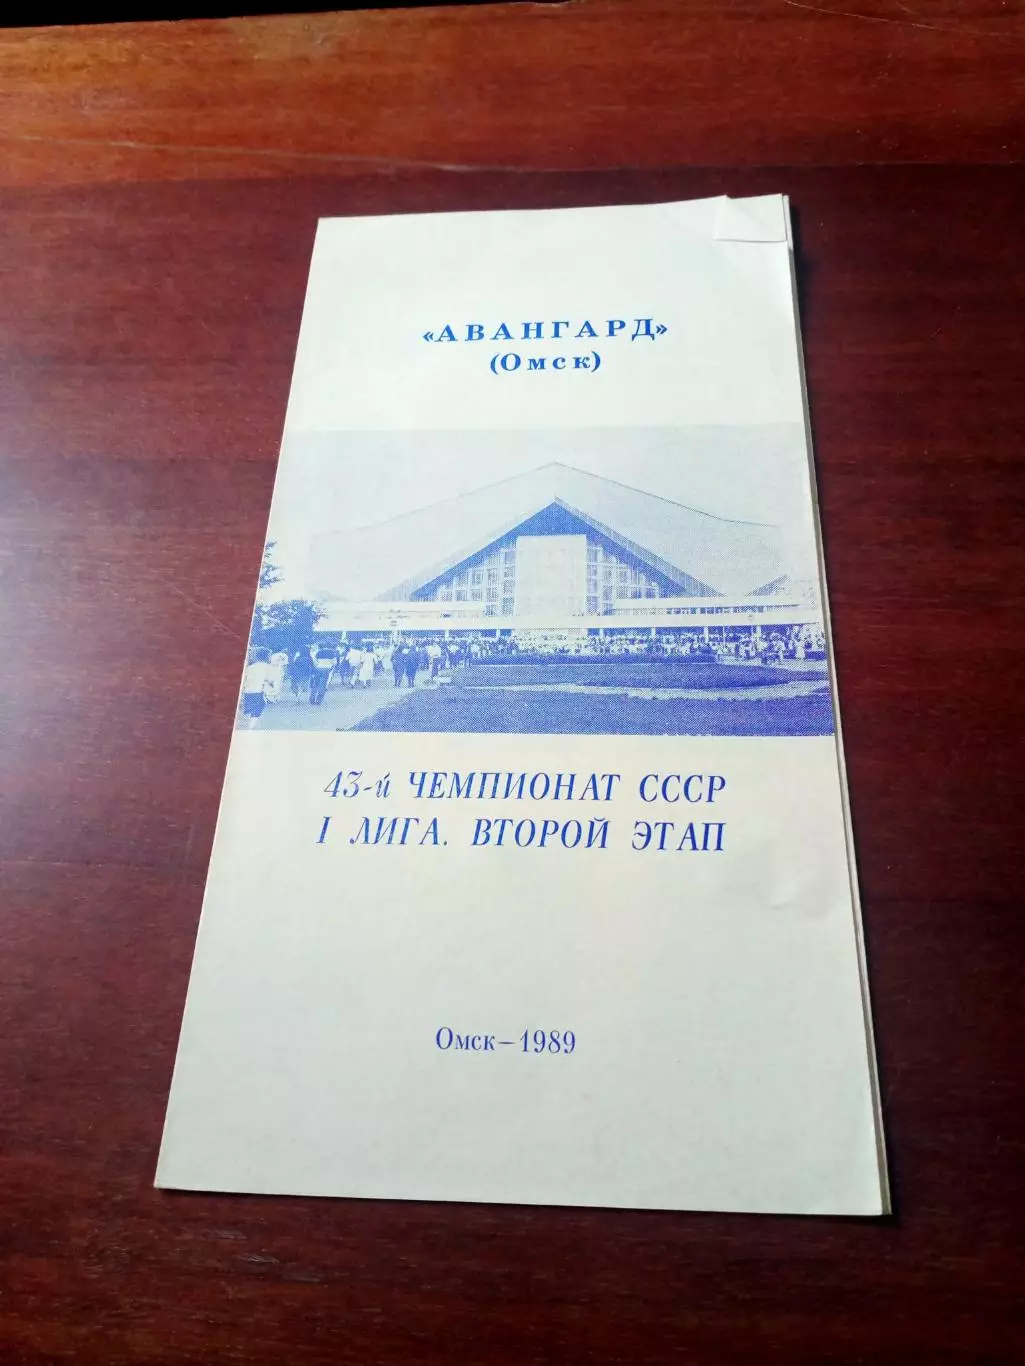 «АВАНГАРД»
(Омск)
43-й ЧЕМПИОНАТ СССР
I ЛИГА. ВТОРОЙ ЭТАП
Омск–1989